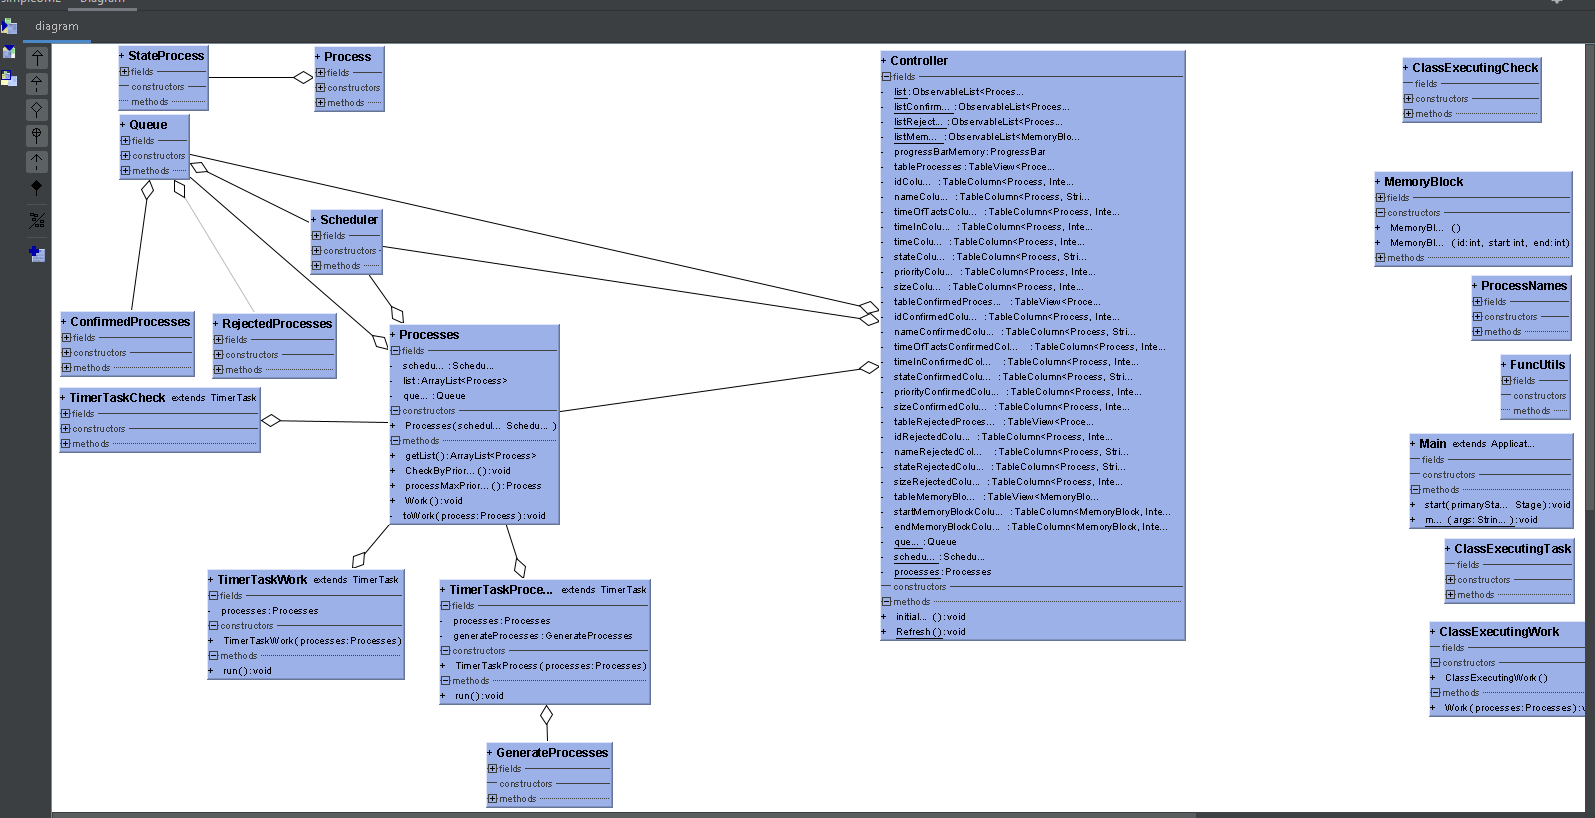 diagram
+ StateProcess
fields
constructors
methods
+ Process
fields
constructors
methods
+ Queue
fields
constructors
methods
+ Scheduler
fields
constructors
methods
+ ConfirmedProcesses
fields
constructors
methods
+ RejectedProcesses
fields
constructors
methods
+ TimerTaskCheck extends TimerTask
fields
constructors
methods
+ Processes
fields
- schedu... : Schedu...
- list : ArrayList<Process>
- que... : Queue
constructors
+ Processes(schedul... Schedu... )
methods
+ getList() : ArrayList<Process>
+ CheckByPrior... () : void
+ processMaxPrior... () : Process
+ Work() : void
- toWork(process: Process) : void
+ TimerTaskWork extends TimerTask
fields
- processes : Processes
constructors
+ TimerTaskWork(processes: Processes)
methods
+ run() : void
+ TimerTaskProce... extends TimerTask
fields
- processes : Processes
- generateProcesses : GenerateProcesses
constructors
+ TimerTaskProcess(processes: Processes)
methods
+ run() : void
+ GenerateProcesses
fields
constructors
methods
+ Controller
fields
- list : ObservableList<Proces...
- listConfirm... : ObservableList<Proces...
- listReject... : ObservableList<Proces...
- listMem... : ObservableList<MemoryBlo...
- progressBarMemory : ProgressBar
- tableProcesses : TableView<Proce...
- idColu... : TableColumn<Process, Inte...
- nameColu... : TableColumn<Process, Stri...
- timeOfTactsColu... : TableColumn<Process, Inte...
- timeInColu... : TableColumn<Process, Inte...
- timeColu... : TableColumn<Process, Inte...
- stateColu... : TableColumn<Process, Stri...
- priorityColu... : TableColumn<Process, Inte...
- sizeColu... : TableColumn<Process, Inte...
- tableConfirmedProces... : TableView<Proce...
- idConfirmedColu... : TableColumn<Process, Inte...
- nameConfirmedColu... : TableColumn<Process, Stri...
- timeOfTactsConfirmedCol... : TableColumn<Process, Inte...
- timeInConfirmedCol... : TableColumn<Process, Inte...
- stateConfirmedCol... : TableColumn<Process, Stri...
- priorityConfirmedCol... : TableColumn<Process, Inte...
- sizeConfirmedColu... : TableColumn<Process, Inte...
- tableRejectedProces... : TableView<Proce...
- idRejectedColu... : TableColumn<Process, Inte...
- nameRejectedCol... : TableColumn<Process, Stri...
- stateRejectedColu... : TableColumn<Process, Stri...
- sizeRejectedColu... : TableColumn<Process, Inte...
- tableMemoryBlo... : TableView<MemoryBlo...
- startMemoryBlockColu... : TableColumn<MemoryBlock, Inte...
- endMemoryBlockColu... : TableColumn<MemoryBlock, Inte...
- que... : Queue
- schedu... : Schedu...
- processes : Processes
constructors
methods
+ initial... () : void
+ Refresh() : void
+ ClassExecutingCheck
fields
constructors
methods
+ MemoryBlock
fields
constructors
+ MemoryBl... ()
+ MemoryBl... (id: int, start int, end: int)
methods
+ ProcessNames
fields
constructors
methods
+ FuncUtils
fields
constructors
methods
+ Main extends Applicat...
fields
constructors
methods
+ start(primarySta... Stage) : void
+ m... (args: Strin... ) : void
+ ClassExecutingTask
fields
constructors
methods
+ ClassExecutingWork
fields
constructors
+ ClassExecutingWork()
methods
+ Work(processes: Processes) : v